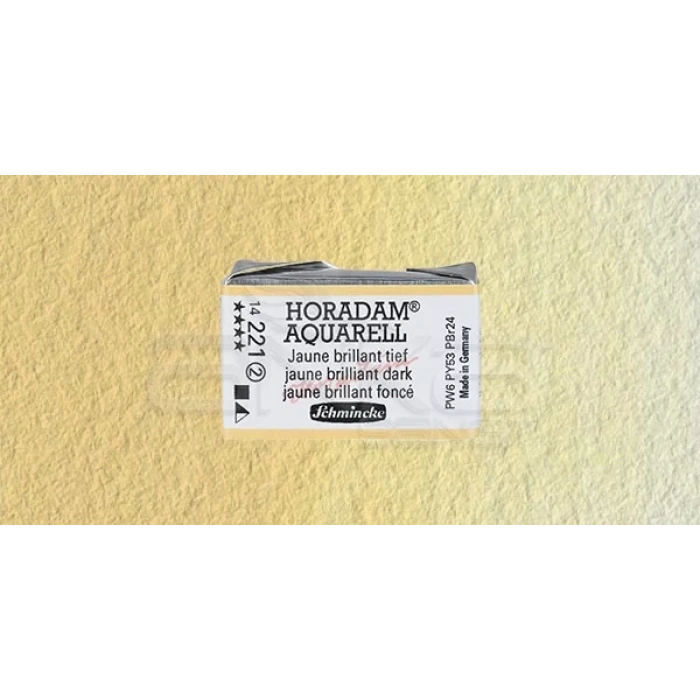 HORADAM®
AQUARELL
Jaune brillant tief
jaune brilliant dark
jaune brillant foncé
Schmincke
14 221 2
★★★★
PW6 PY53 PBr24
Made in Germany